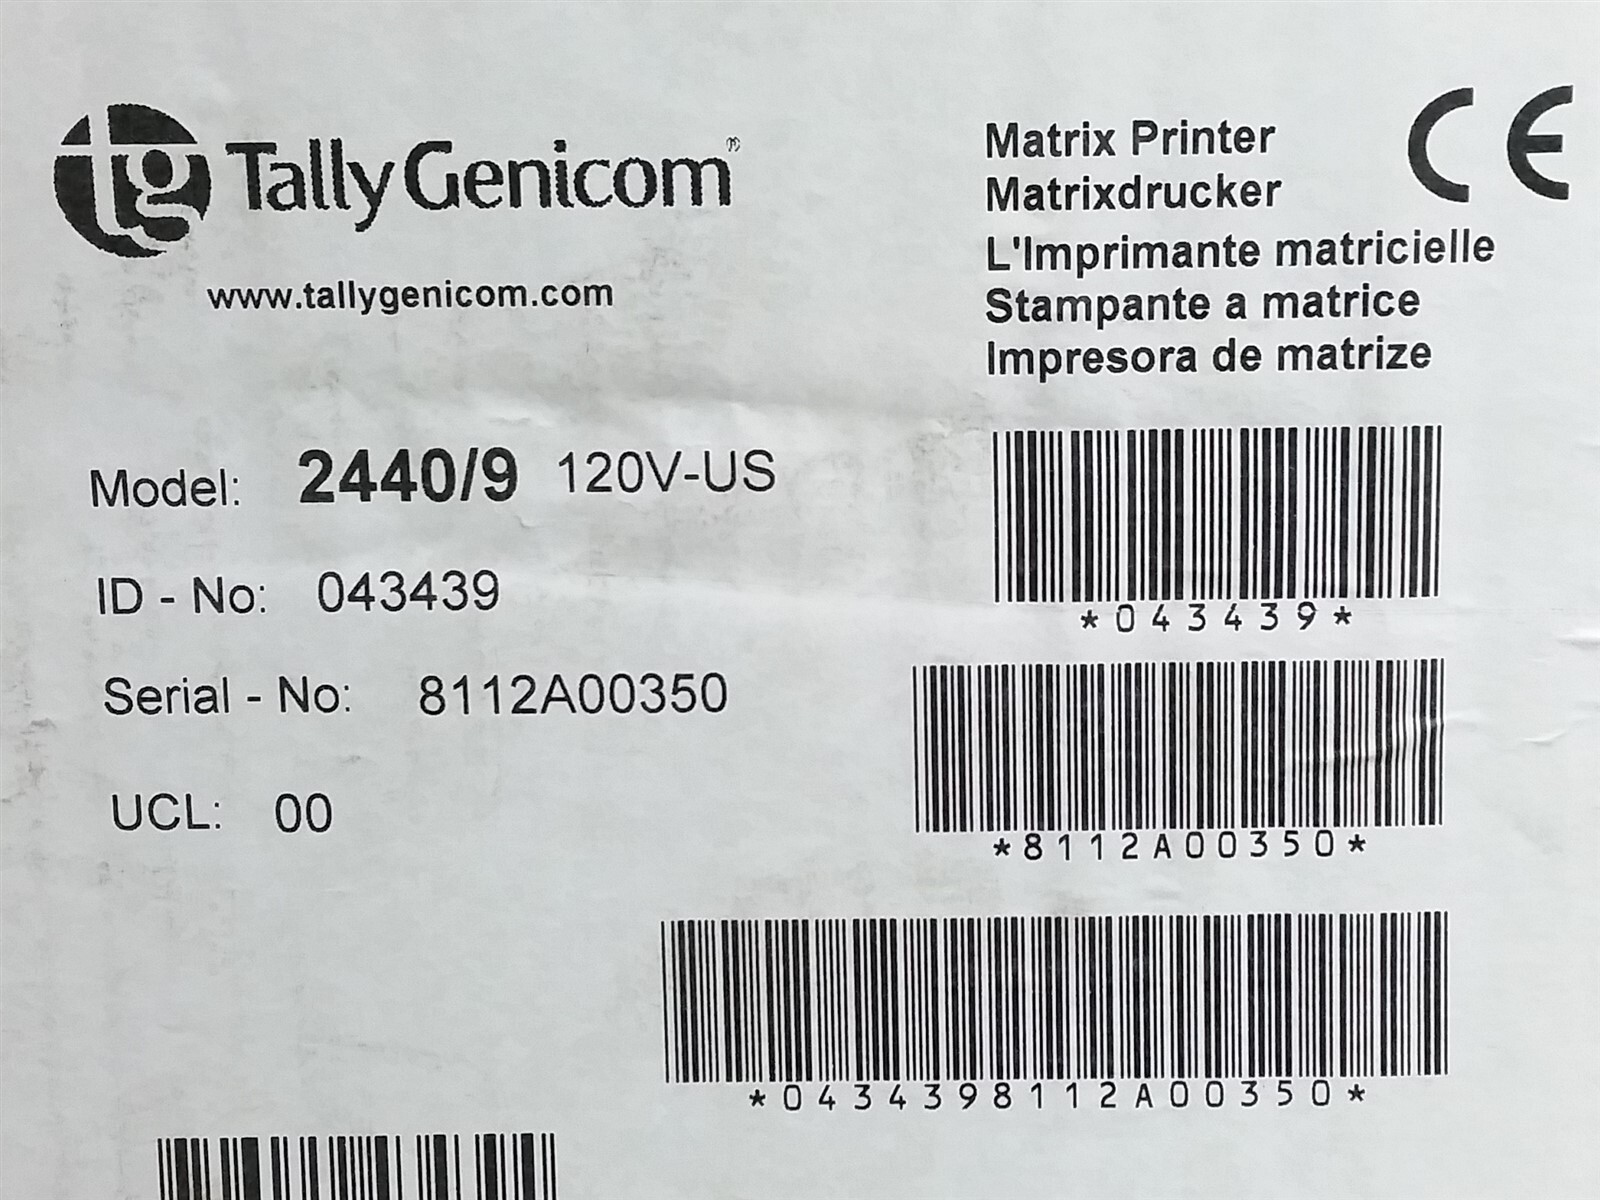 tg TallyGenicom®
www.tallygenicom.com
Matrix Printer
Matrixdrucker
L'Imprimante matricielle
Stampante a matrice
Impresora de matrize
CE
Model: 2440/9 120V-US
ID - No: 043439
Serial - No: 8112A00350
UCL: 00
*043439*
*8112A00350*
*0434398112A00350*